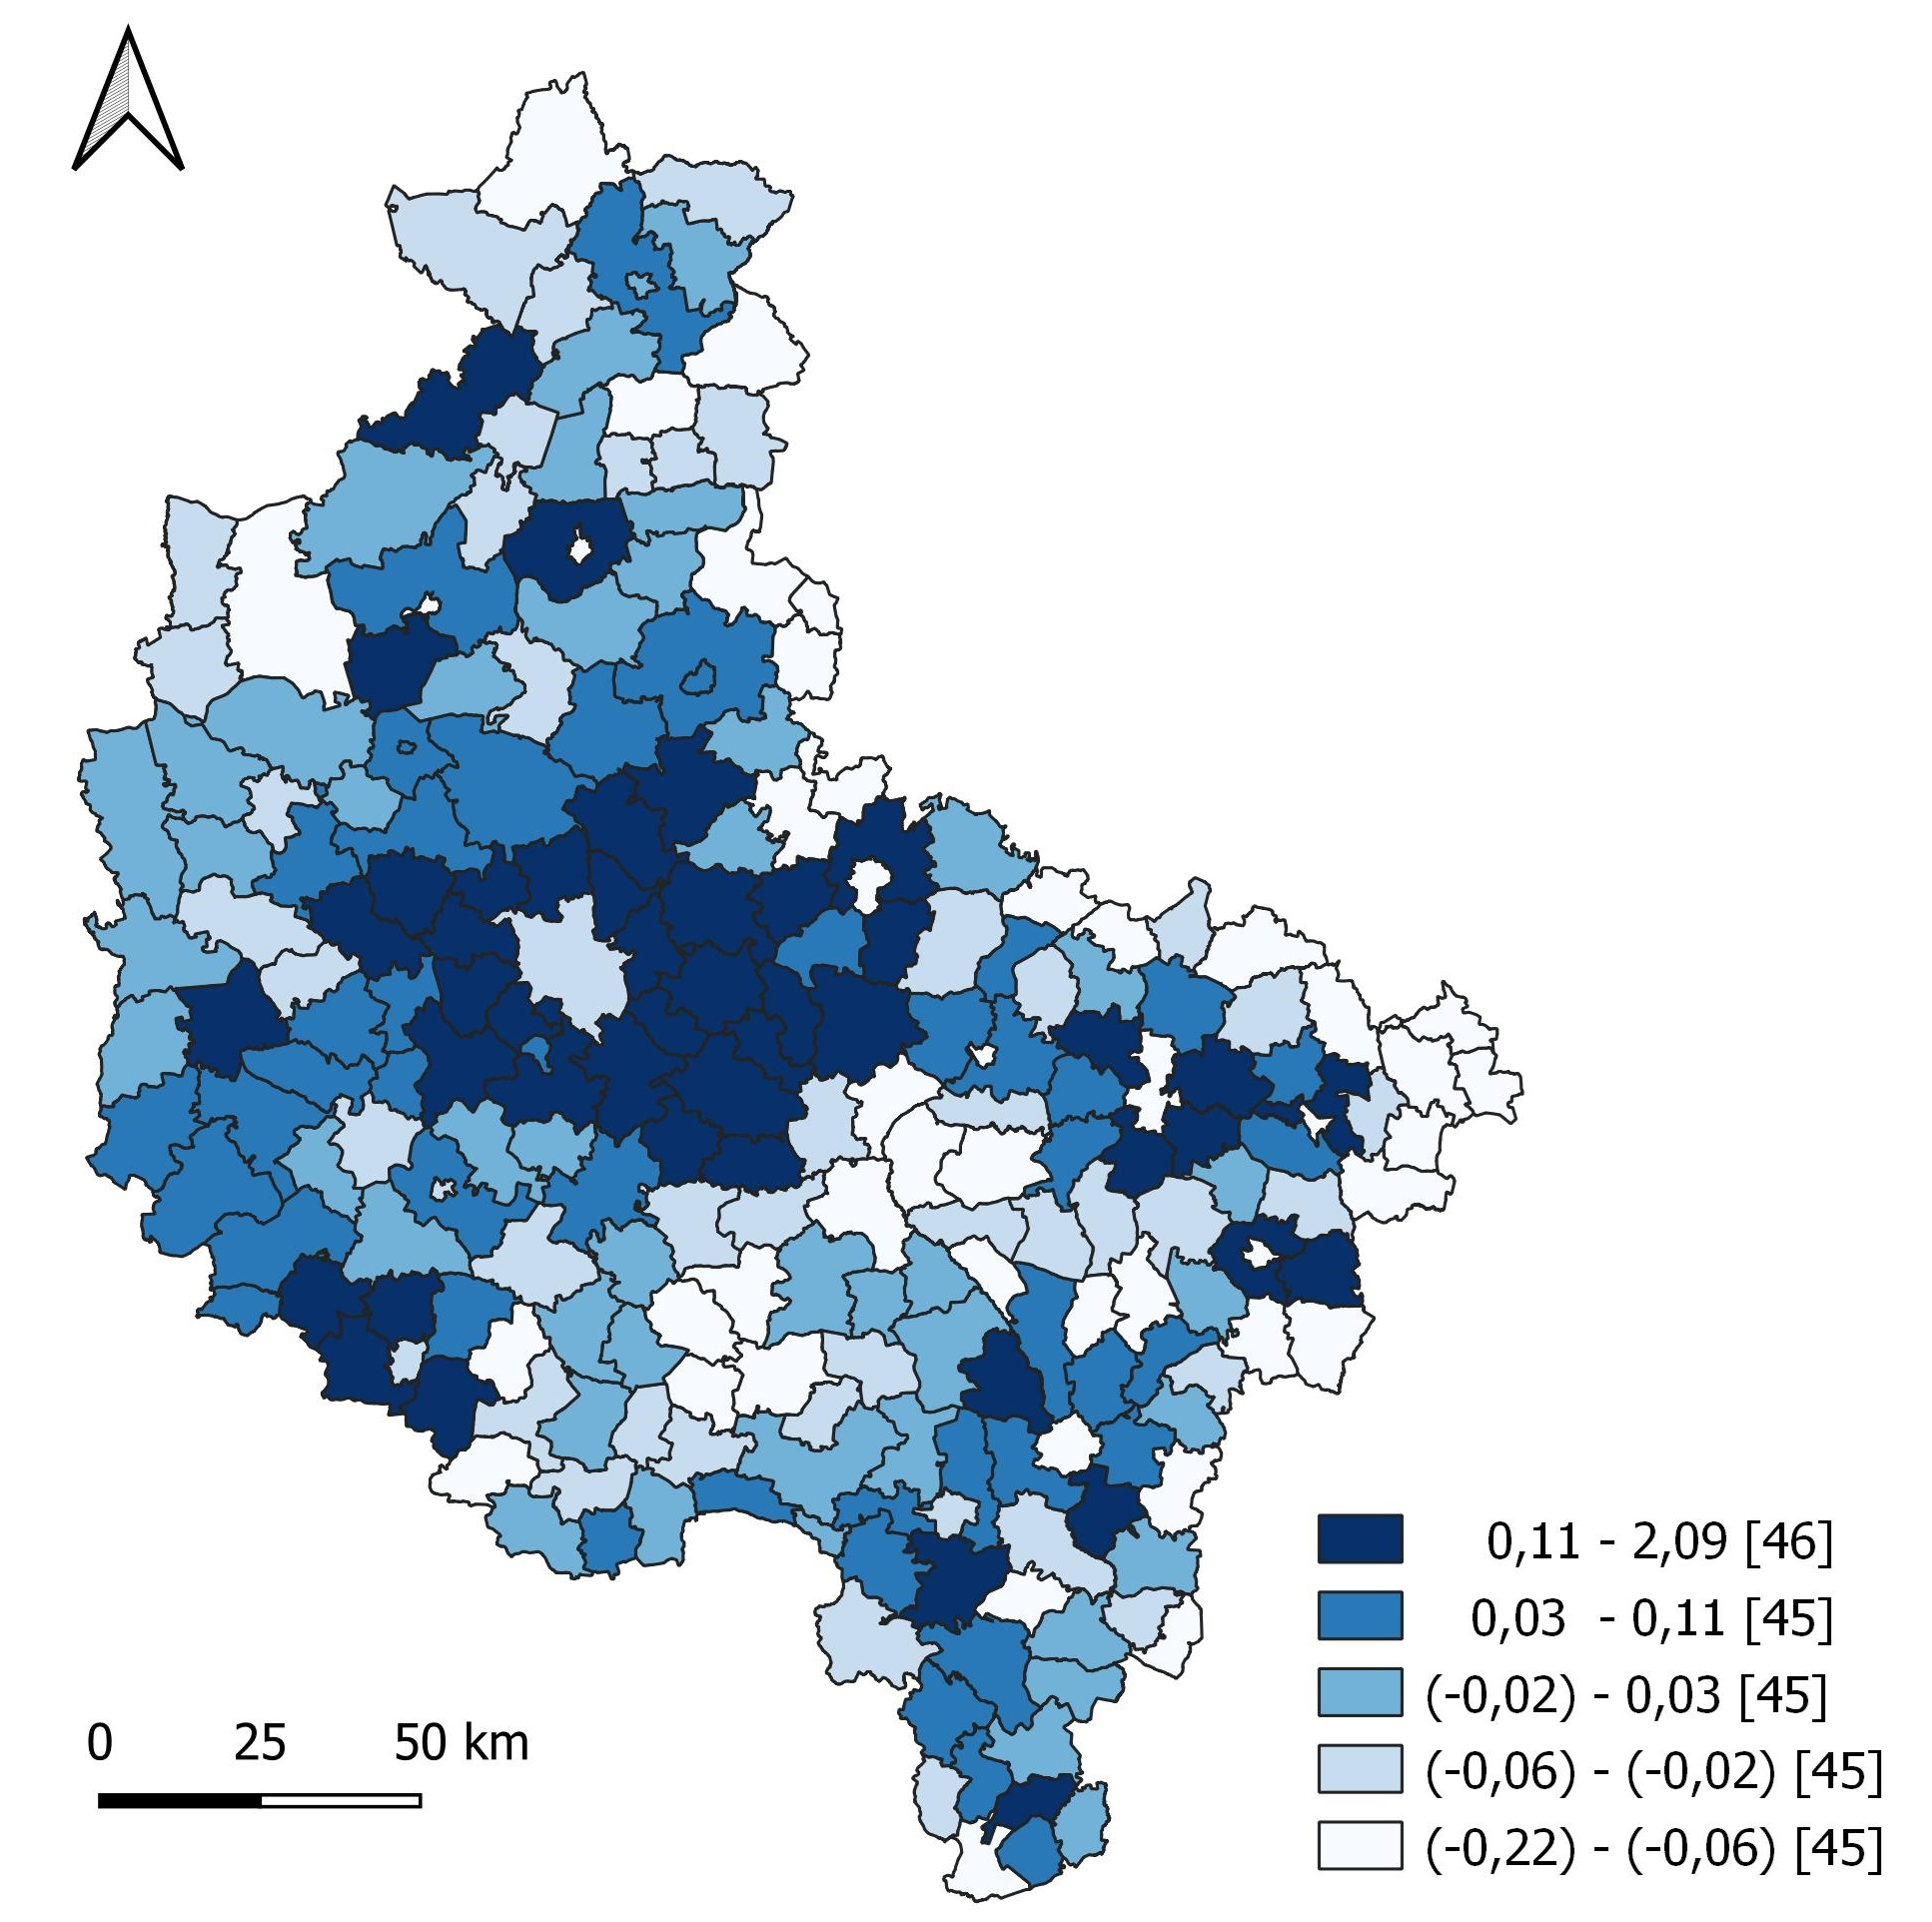 0,11 - 2,09 [46]
0,03 - 0,11 [45]
(-0,02) - 0,03 [45]
(-0,06) - (-0,02) [45]
(-0,22) - (-0,06) [45]
0 25 50 km